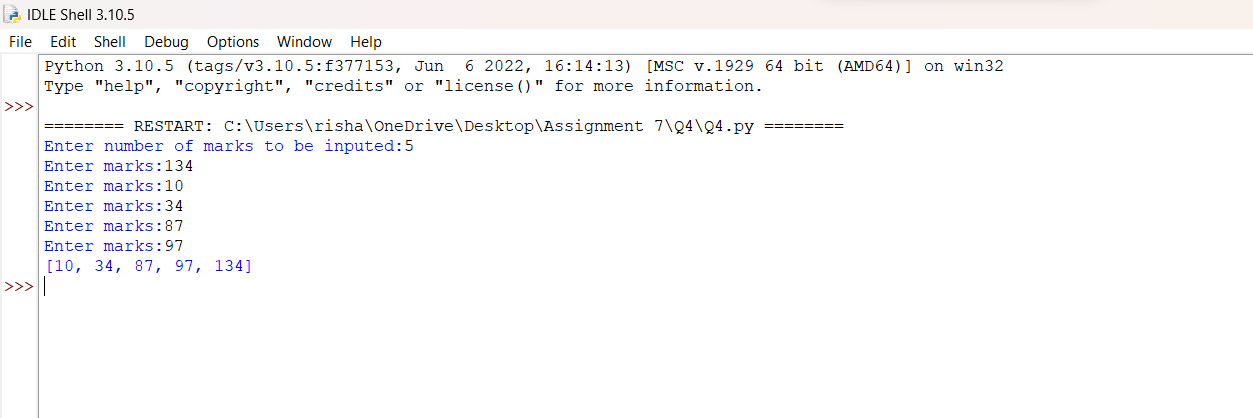 IDLE Shell 3.10.5
File Edit Shell Debug Options Window Help
Python 3.10.5 (tags/v3.10.5:f377153, Jun  6 2022, 16:14:13) [MSC v.1929 64 bit (AMD64)] on win32
Type "help", "copyright", "credits" or "license()" for more information.
>>>
======== RESTART: C:\Users\risha\OneDrive\Desktop\Assignment 7\Q4\Q4.py ========
Enter number of marks to be inputed:5
Enter marks:134
Enter marks:10
Enter marks:34
Enter marks:87
Enter marks:97
[10, 34, 87, 97, 134]
>>>